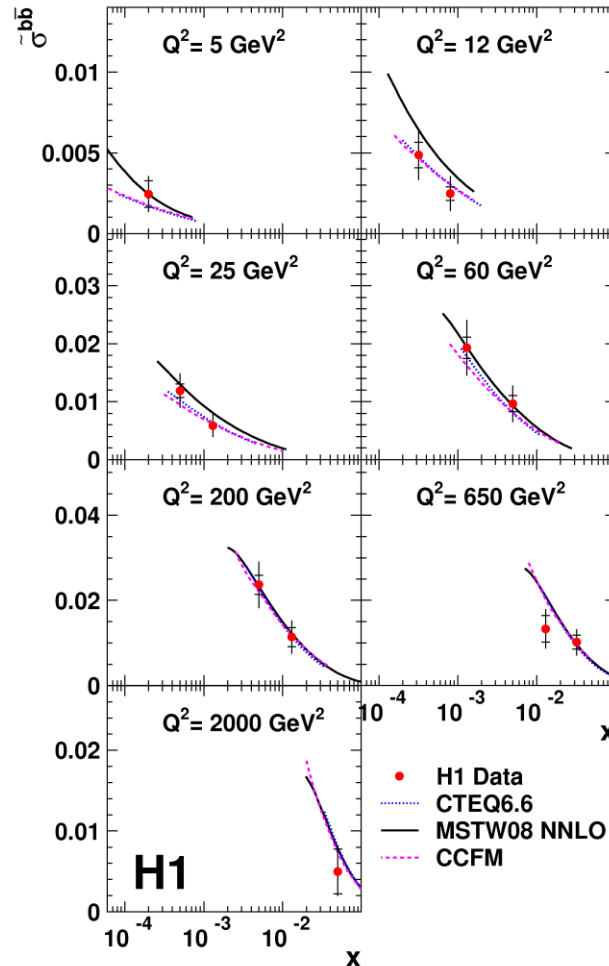 σ̃^bb̄
Q²= 5 GeV²
Q²= 12 GeV²
0.01
0.005
0
Q²= 25 GeV²
Q²= 60 GeV²
0.03
0.02
0.01
0
Q²= 200 GeV²
Q²= 650 GeV²
0.04
0.02
0
10⁻⁴ 10⁻³ 10⁻² x
Q²= 2000 GeV²
0.02
0.01
0
H1 Data
CTEQ6.6
MSTW08 NNLO
CCFM
H1
10⁻⁴ 10⁻³ 10⁻² x